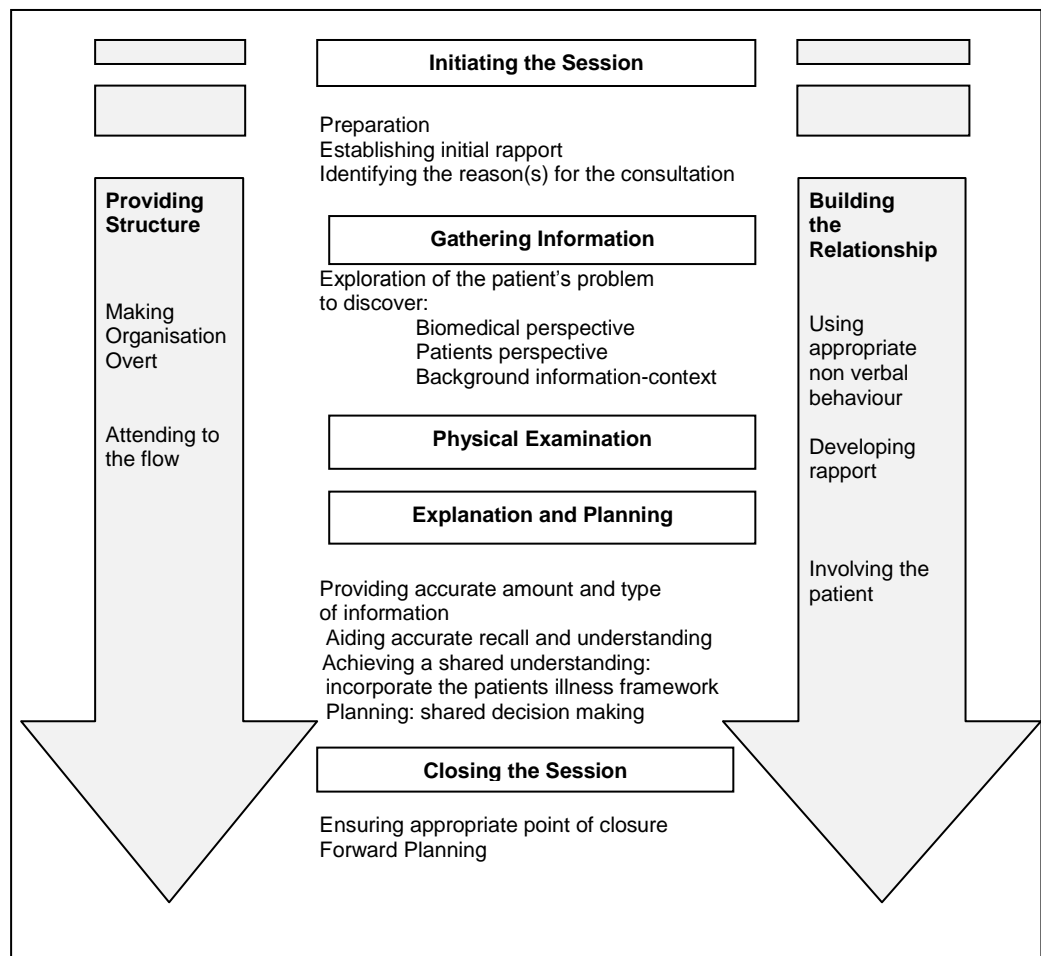 Initiating the Session
Preparation
Establishing initial rapport
Identifying the reason(s) for the consultation
Providing
Structure
Making
Organisation
Overt
Attending to
the flow
Gathering Information
Exploration of the patient's problem
to discover:
Biomedical perspective
Patients perspective
Background information-context
Physical Examination
Explanation and Planning
Providing accurate amount and type
of information
Aiding accurate recall and understanding
Achieving a shared understanding:
incorporate the patients illness framework
Planning: shared decision making
Closing the Session
Ensuring appropriate point of closure
Forward Planning
Building
the
Relationship
Using
appropriate
non verbal
behaviour
Developing
rapport
Involving the
patient